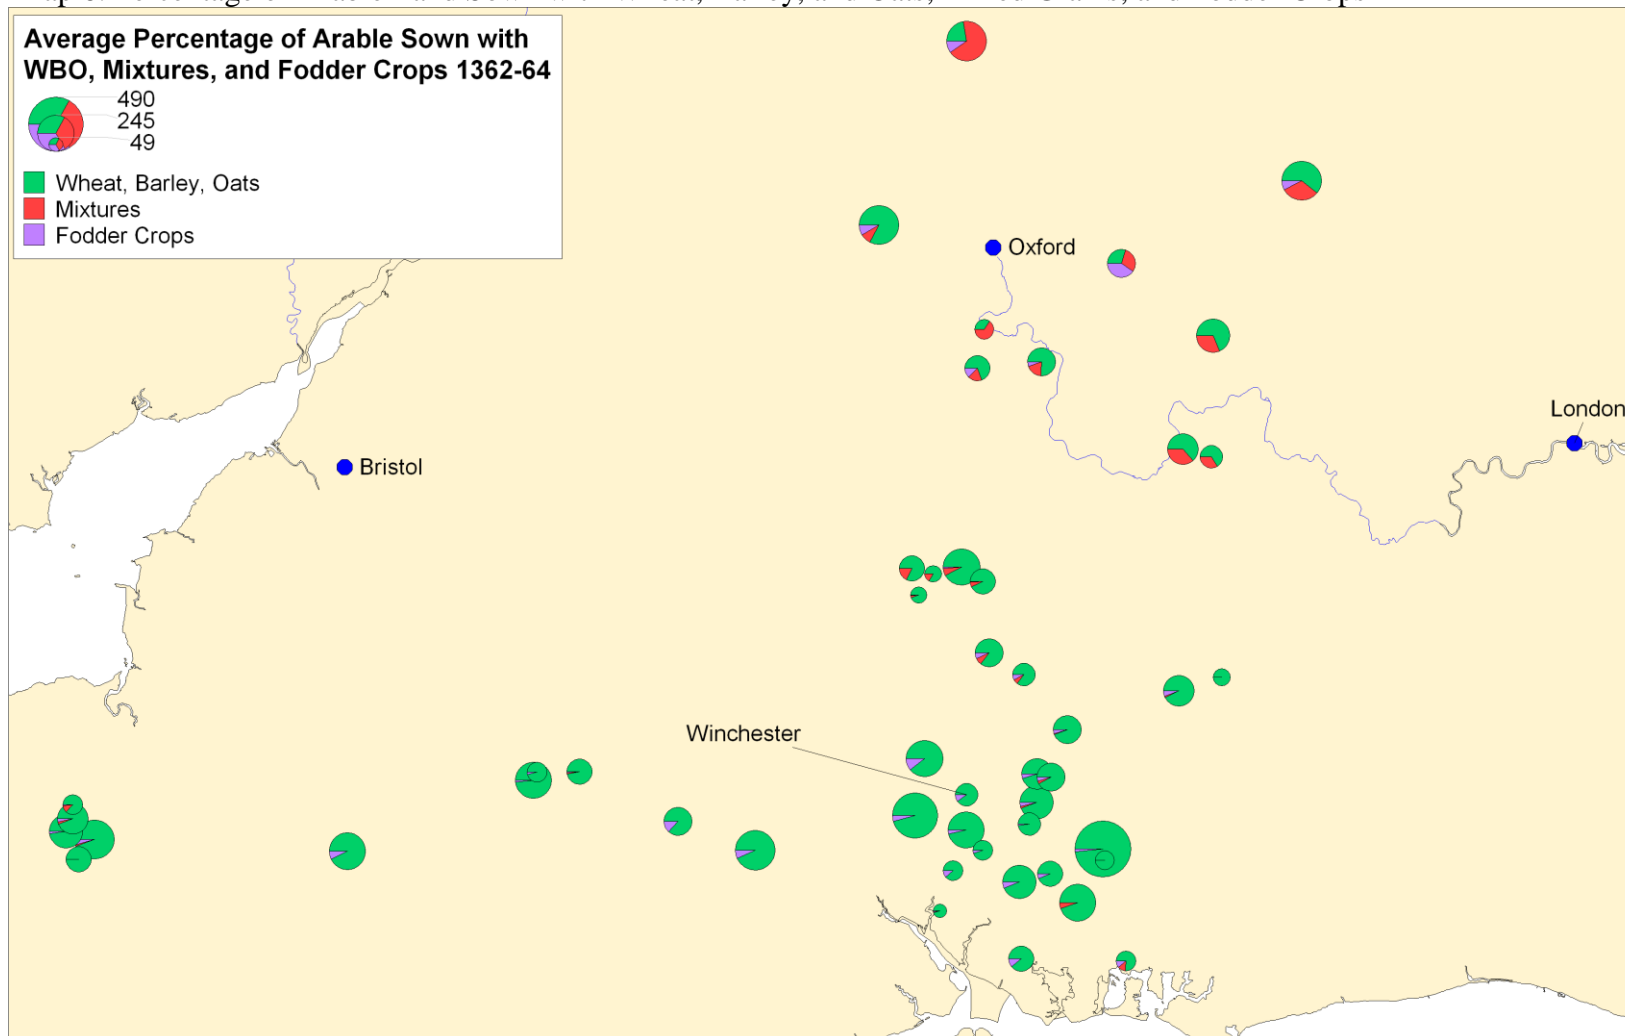 Average Percentage of Arable Sown with
WBO, Mixtures, and Fodder Crops 1362-64
490
245
49
Wheat, Barley, Oats
Mixtures
Fodder Crops
Oxford
London
Bristol
Winchester